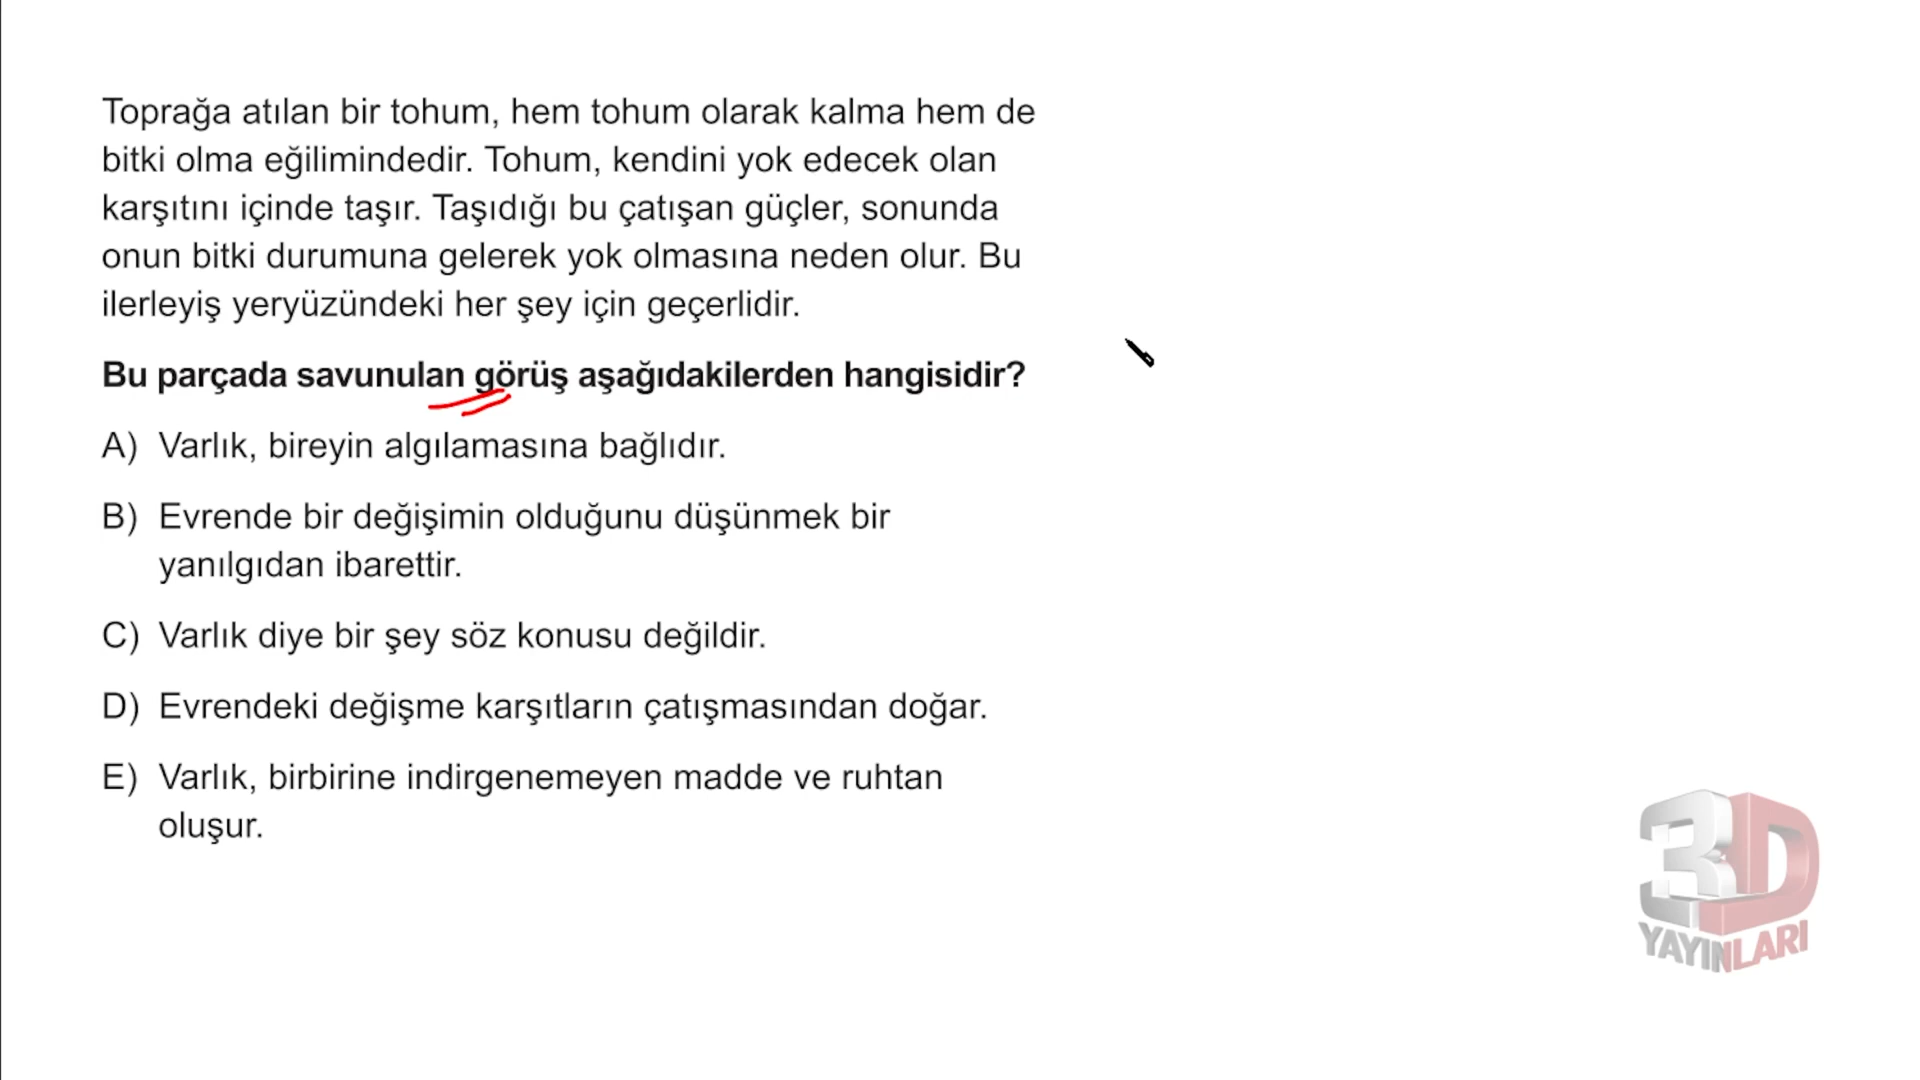 Toprağa atılan bir tohum, hem tohum olarak kalma hem de
bitki olma eğilimindedir. Tohum, kendini yok edecek olan
karşıtını içinde taşır. Taşıdığı bu çatışan güçler, sonunda
onun bitki durumuna gelerek yok olmasına neden olur. Bu
ilerleyiş yeryüzündeki her şey için geçerlidir.
Bu parçada savunulan görüş aşağıdakilerden hangisidir?
A) Varlık, bireyin algılamasına bağlıdır.
B) Evrende bir değişimin olduğunu düşünmek bir
yanılgıdan ibarettir.
C) Varlık diye bir şey söz konusu değildir.
D) Evrendeki değişme karşıtların çatışmasından doğar.
E) Varlık, birbirine indirgenemeyen madde ve ruhtan
oluşur.
3D
YAYINLARI